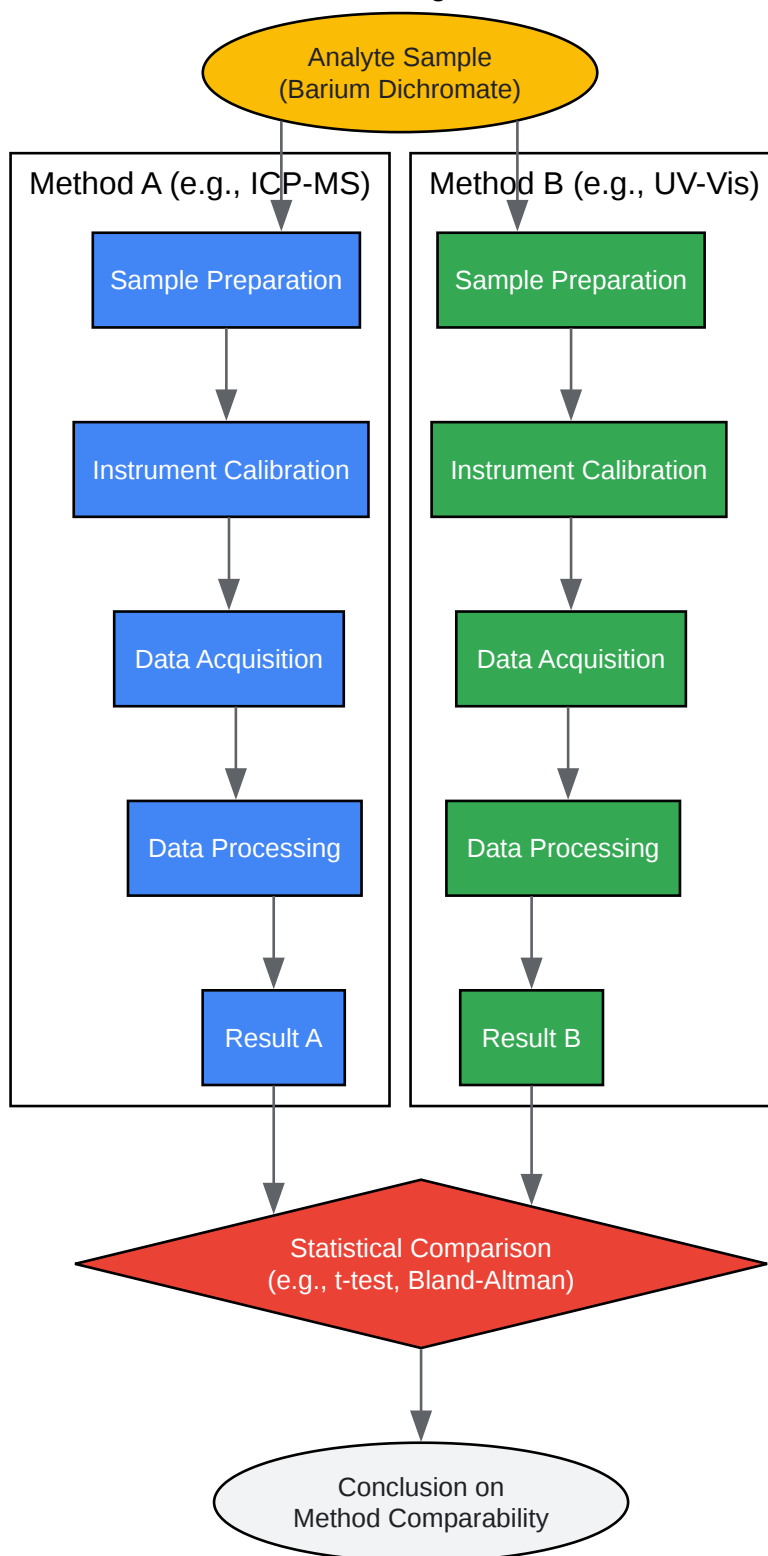 Analyte Sample
(Barium Dichromate)
Method A (e.g., ICP-MS)
Method B (e.g., UV-Vis)
Sample Preparation
Sample Preparation
Instrument Calibration
Instrument Calibration
Data Acquisition
Data Acquisition
Data Processing
Data Processing
Result A
Result B
Statistical Comparison
(e.g., t-test, Bland-Altman)
Conclusion on
Method Comparability